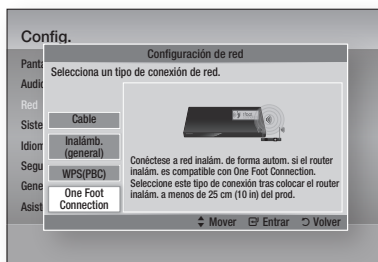 Config.
Configuración de red
Selecciona un tipo de conexión de red.
Panta
Audio
Red
Siste
Idiom
Segu
Gene
Asist
Cable
Inalámb.
(general)
WPS(PBC)
One Foot
Connection
Conéctese a red inalám. de forma autom. si el router
inalám. es compatible con One Foot Connection.
Seleccione este tipo de conexión tras colocar el router
inalám. a menos de 25 cm (10 in) del prod.
Mover Entrar Volver